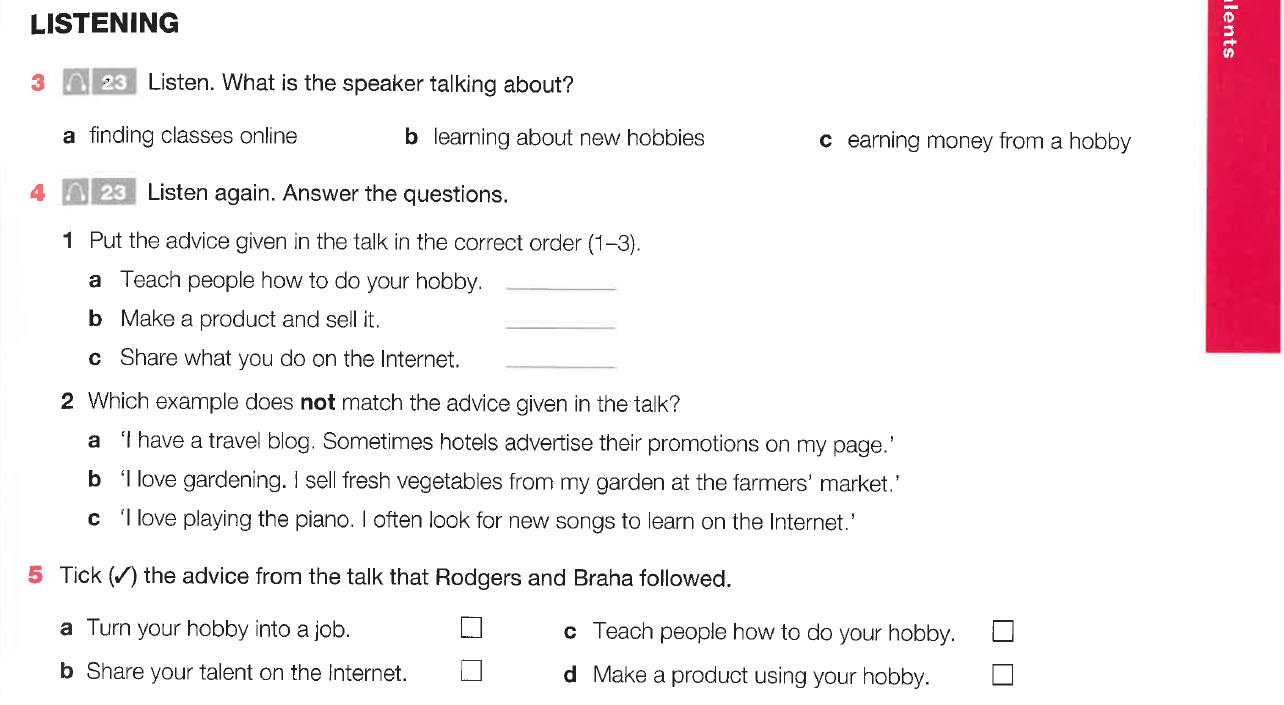 LISTENING
3 23 Listen. What is the speaker talking about?
a finding classes online b learning about new hobbies c earning money from a hobby
4 23 Listen again. Answer the questions.
1 Put the advice given in the talk in the correct order (1–3).
a Teach people how to do your hobby. ________
b Make a product and sell it. ________
c Share what you do on the Internet. ________
2 Which example does not match the advice given in the talk?
a ‘I have a travel blog. Sometimes hotels advertise their promotions on my page.’
b ‘I love gardening. I sell fresh vegetables from my garden at the farmers’ market.’
c ‘I love playing the piano. I often look for new songs to learn on the Internet.’
5 Tick (✓) the advice from the talk that Rodgers and Braha followed.
a Turn your hobby into a job. ☐ c Teach people how to do your hobby. ☐
b Share your talent on the Internet. ☐ d Make a product using your hobby. ☐